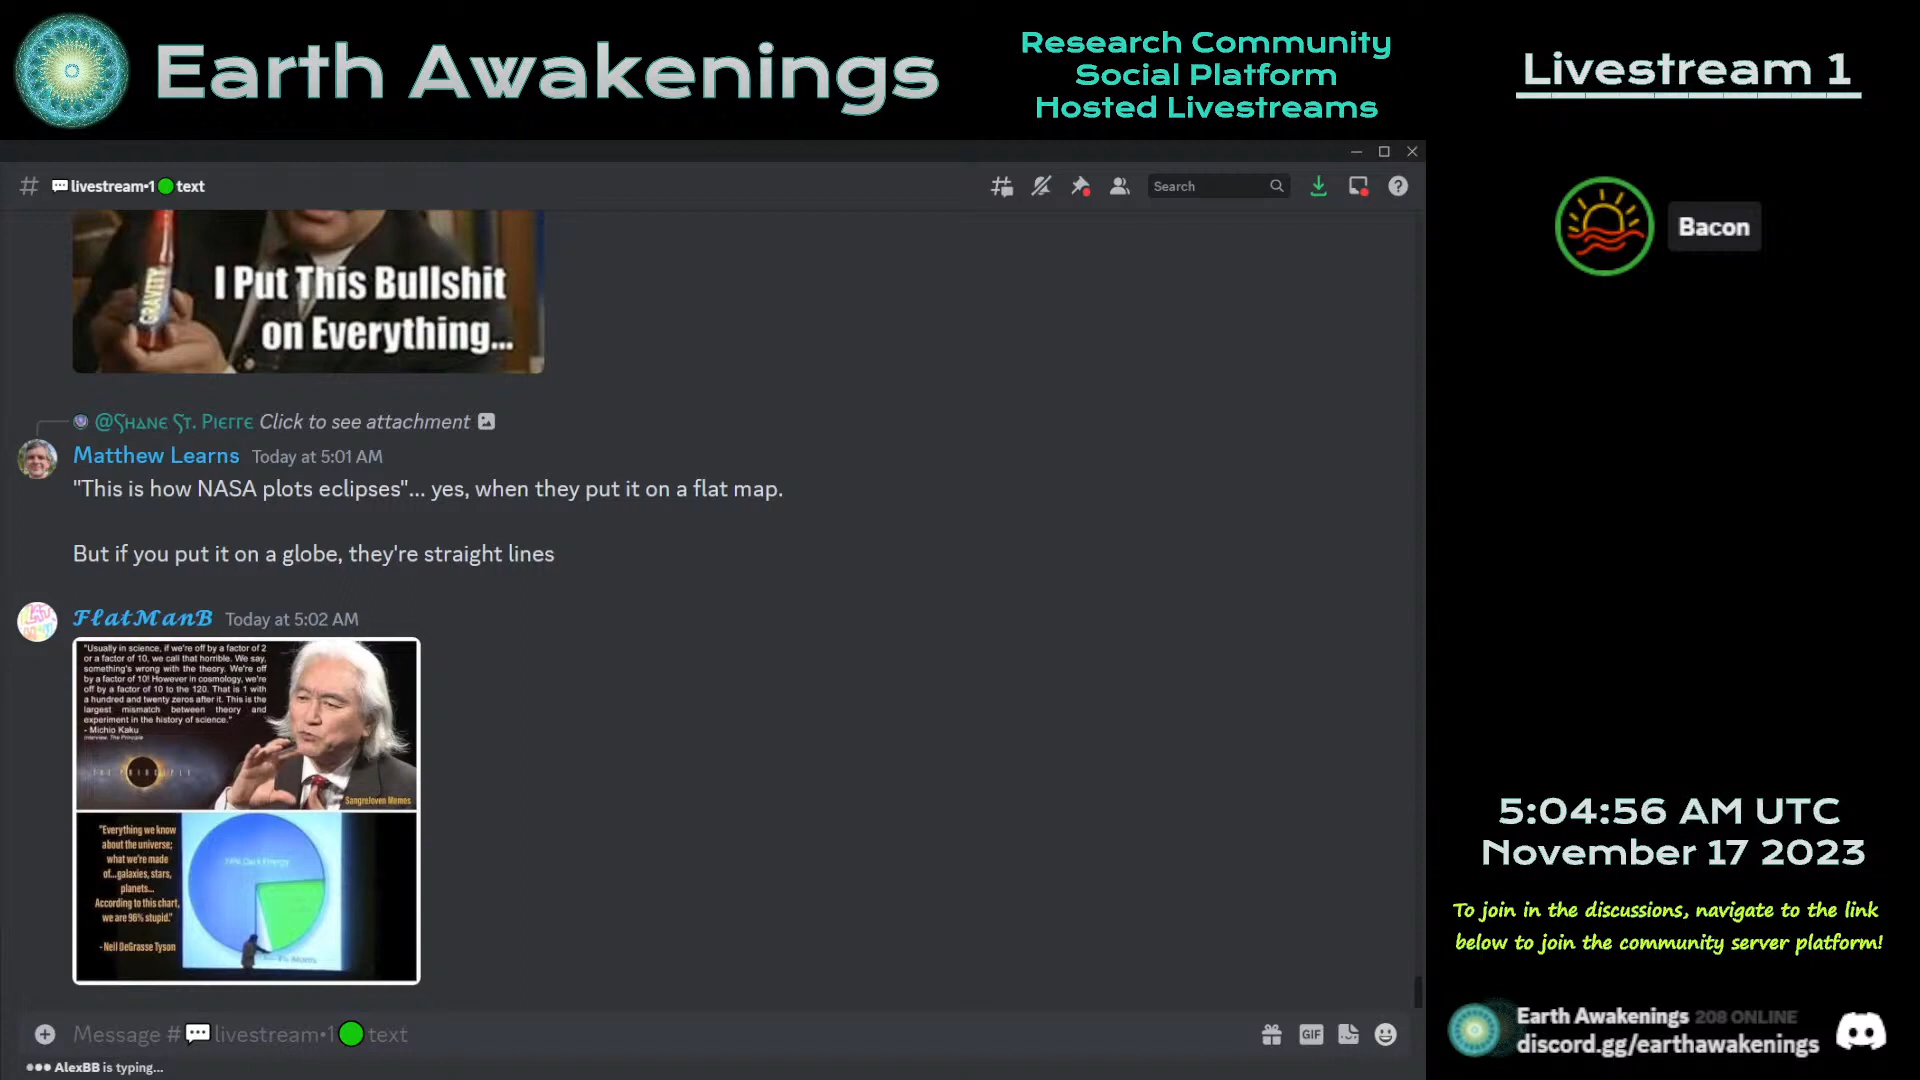 Earth Awakenings
Research Community
Social Platform
Hosted Livestreams
Livestream 1
# livestream•1 text
Search
GRAVITY
I Put This Bullshit
on Everything...
Bacon
@Shane St. Pierre Click to see attachment
Matthew Learns Today at 5:01 AM
"This is how NASA plots eclipses"... yes, when they put it on a flat map.
But if you put it on a globe, they're straight lines
FlatManB Today at 5:02 AM
"Usually in science, if we're off by a factor of 2
or a factor of 10, we call that horrible. We say,
something's wrong with the theory. We're off
by a factor of 10! However in cosmology, we're
off by a factor of 10 to the 120. That is 1 with
a hundred and twenty zeros after it. This is the
largest mismatch between theory and
experiment in the history of science."
- Michio Kaku
Interview, The Principle
THE PRINCIPLE
Sangreloven Memes
"Everything we know
about the universe;
what we're made
of...galaxies, stars,
planets...
According to this chart,
we are 96% stupid."
- Neil DeGrasse Tyson
Dark Energy
5:04:56 AM UTC
November 17 2023
To join in the discussions, navigate to the link
below to join the community server platform!
Message # livestream•1 text
GIF
AlexBB is typing...
Earth Awakenings 208 ONLINE
discord.gg/earthawakenings